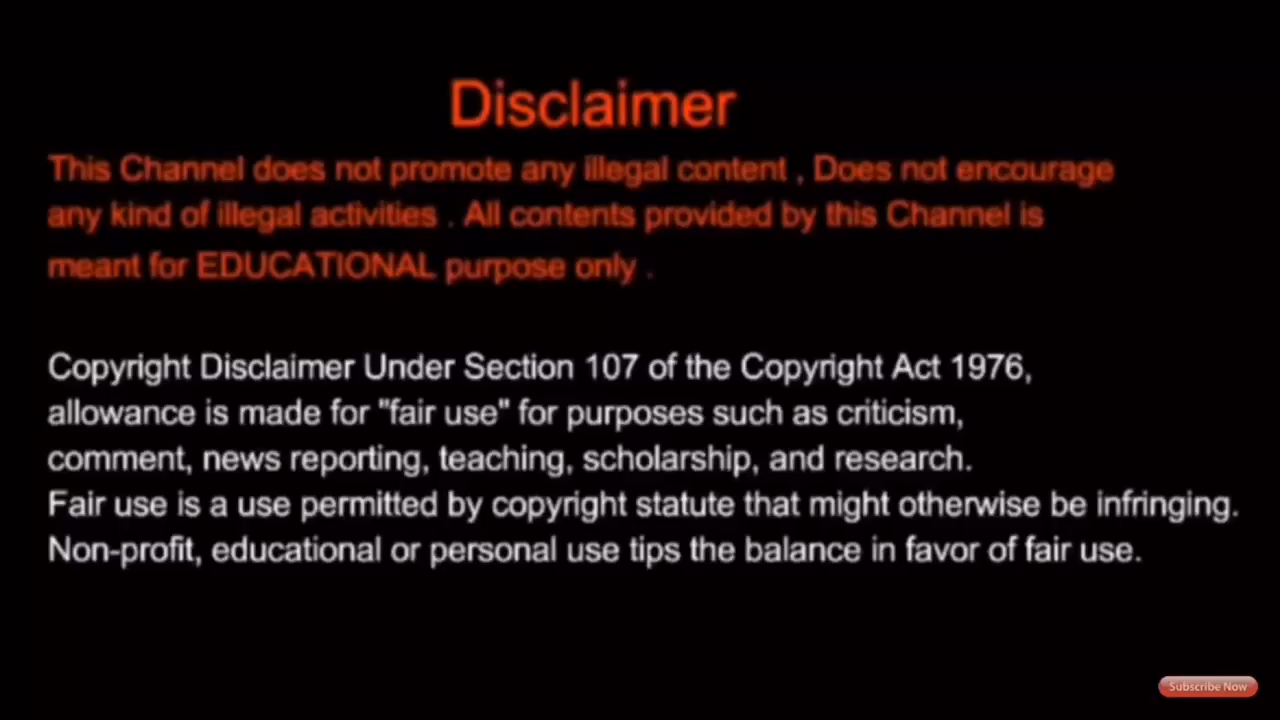 Disclaimer
This Channel does not promote any illegal content , Does not encourage
any kind of illegal activities . All contents provided by this Channel is
meant for EDUCATIONAL purpose only .
Copyright Disclaimer Under Section 107 of the Copyright Act 1976,
allowance is made for "fair use" for purposes such as criticism,
comment, news reporting, teaching, scholarship, and research.
Fair use is a use permitted by copyright statute that might otherwise be infringing.
Non-profit, educational or personal use tips the balance in favor of fair use.
Subscribe Now